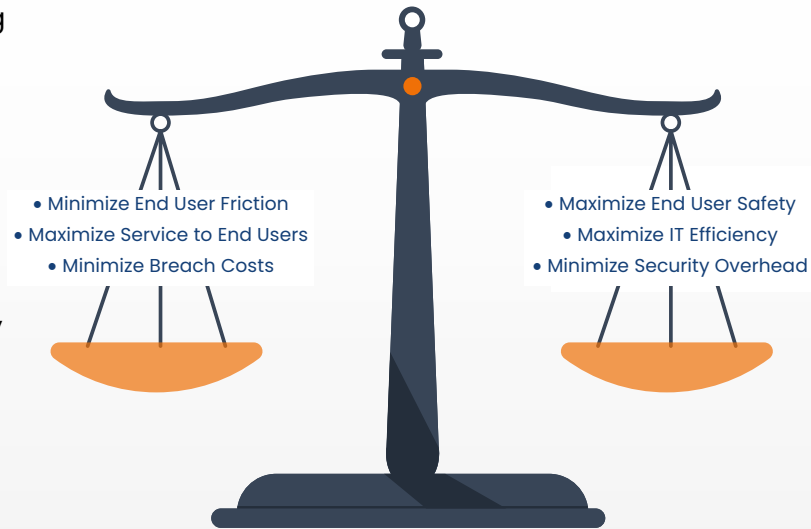 g
• Minimize End User Friction
• Maximize Service to End Users
• Minimize Breach Costs
• Maximize End User Safety
• Maximize IT Efficiency
• Minimize Security Overhead